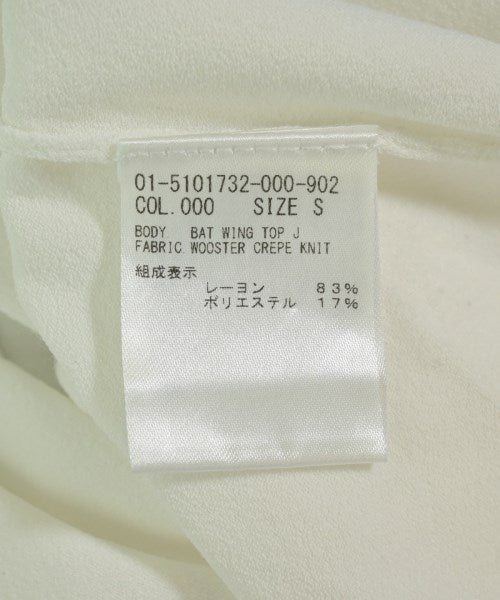 01-5101732-000-902
COL.000 SIZE S
BODY BAT WING TOP J
FABRIC WOOSTER CREPE KNIT
組成表示
レーヨン 83%
ポリエステル 17%